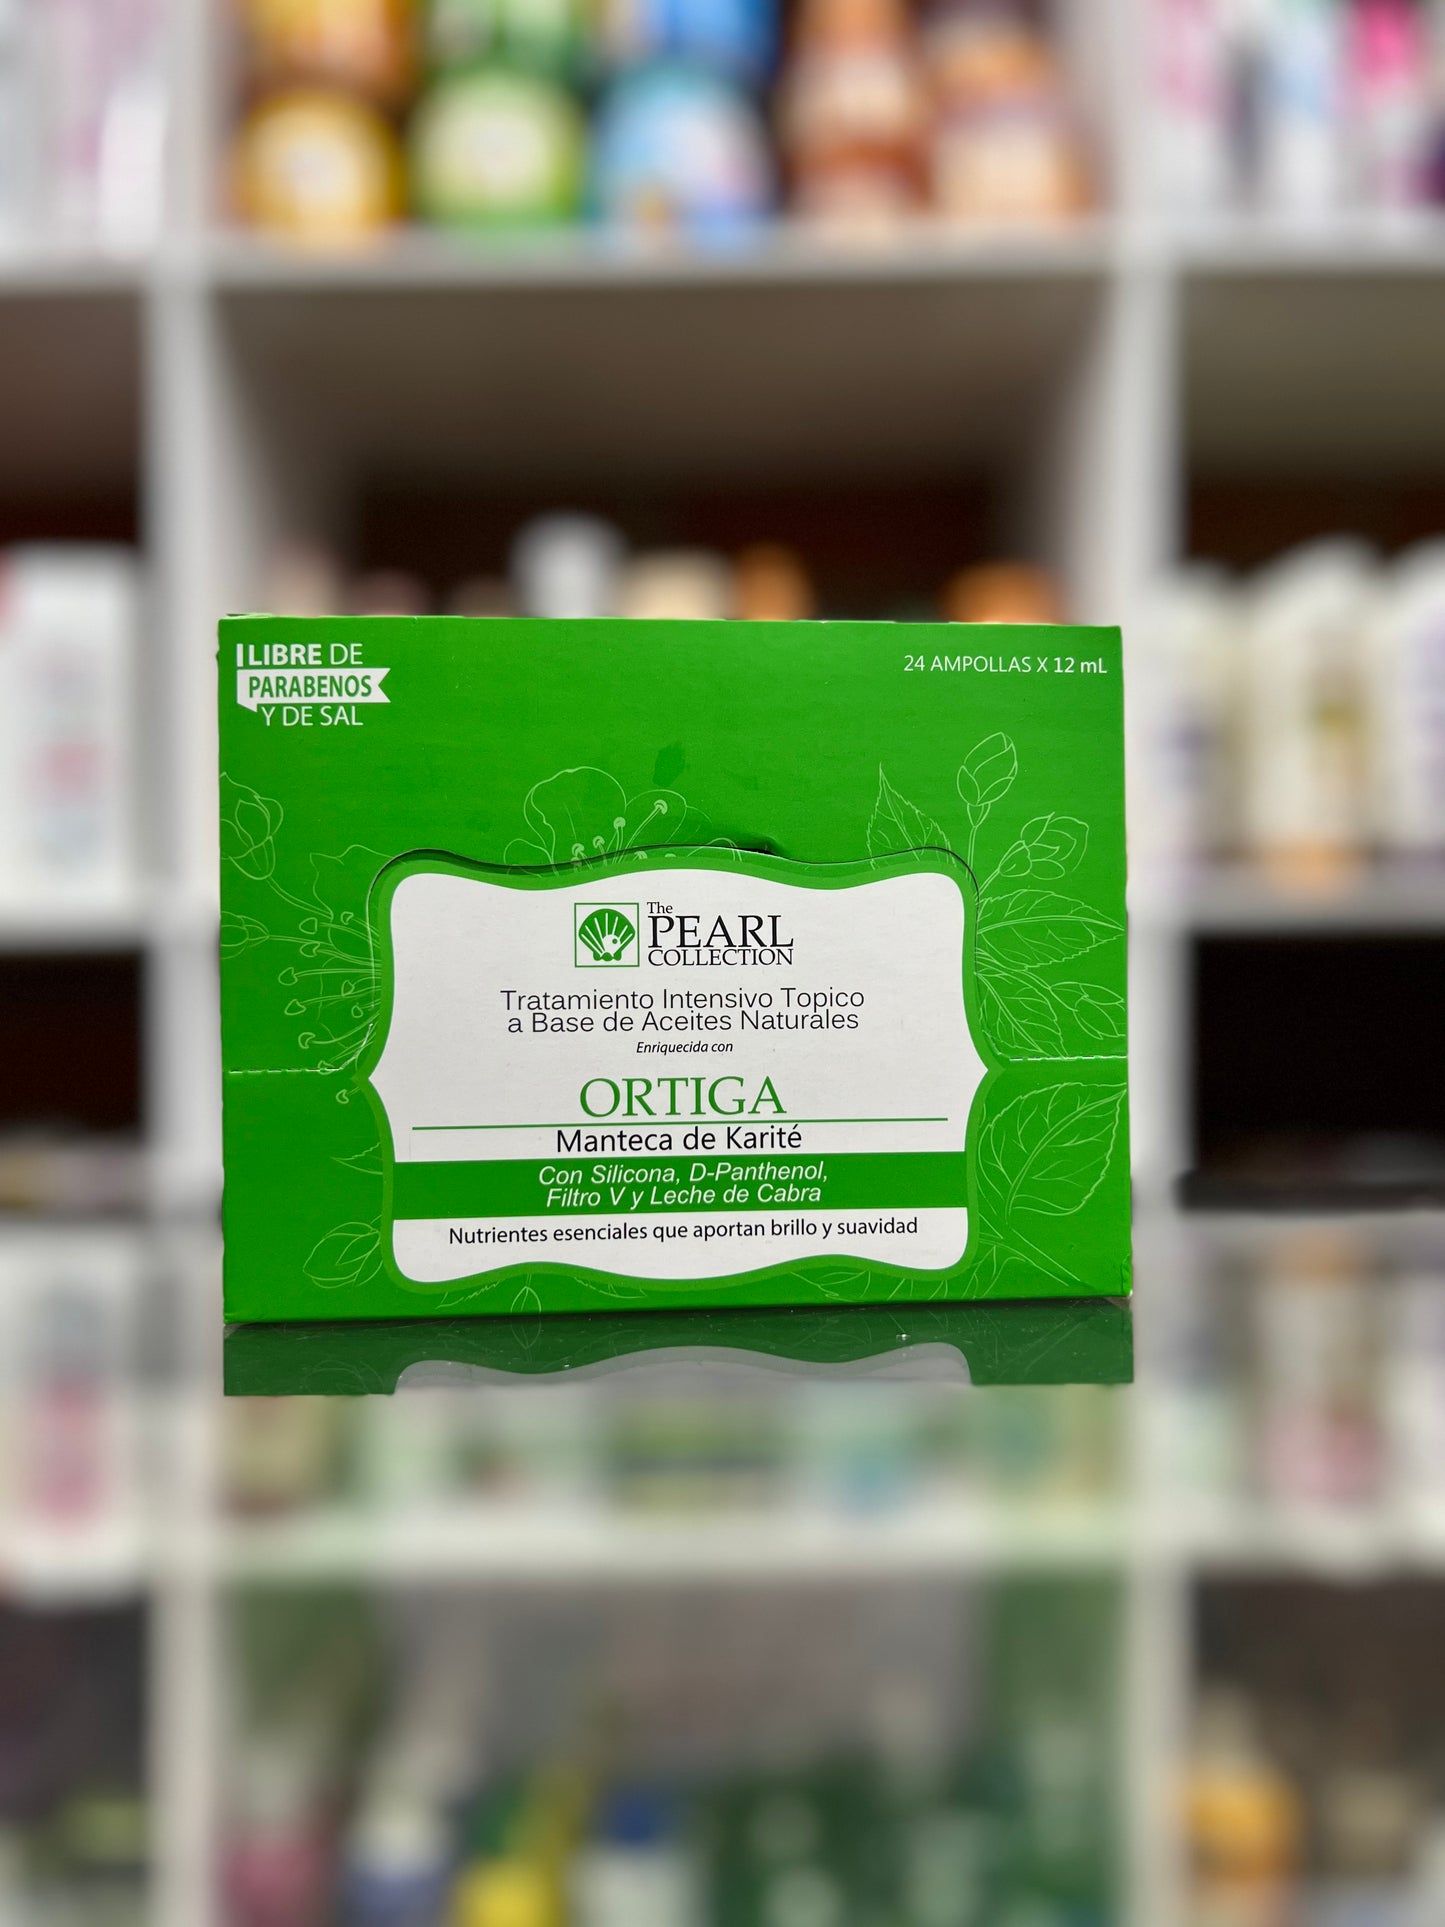 LIBRE DE
PARABENOS
Y DE SAL
24 AMPOLLAS X 12 mL
The
PEARL
COLLECTION
Tratamiento Intensivo Topico
a Base de Aceites Naturales
Enriquecida con
ORTIGA
Manteca de Karité
Con Silicona, D-Panthenol,
Filtro V y Leche de Cabra
Nutrientes esenciales que aportan brillo y suavidad